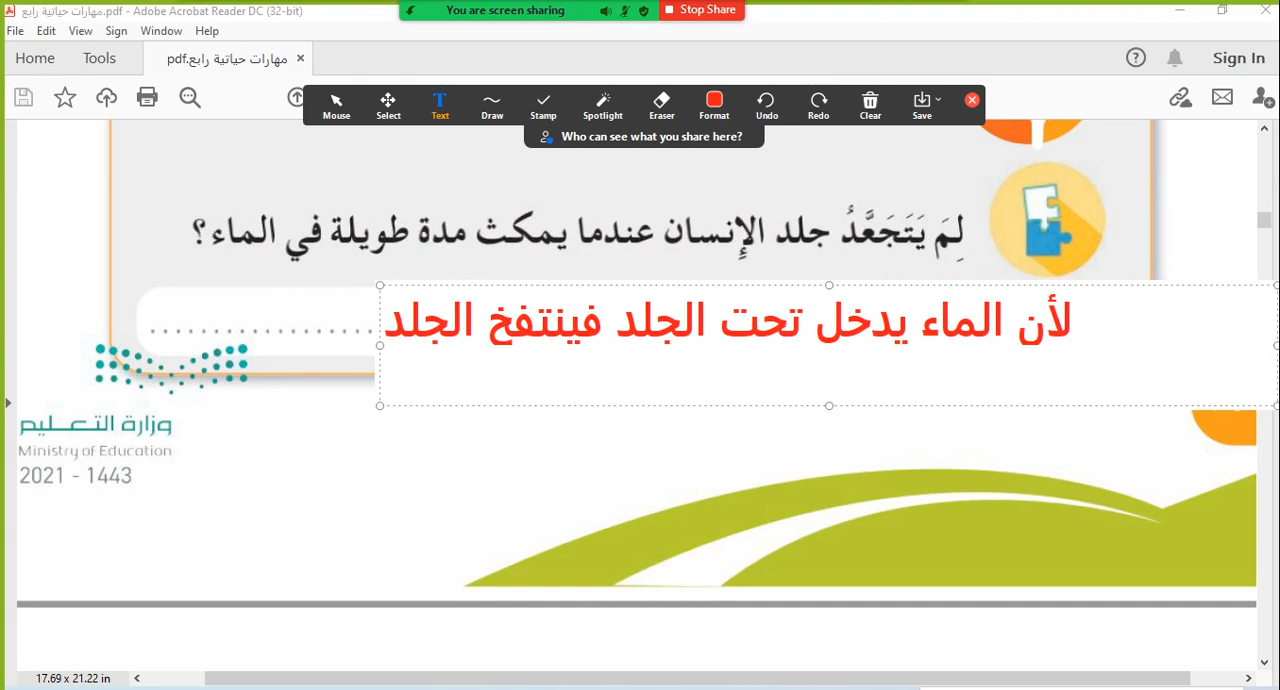 مهارات حياتية رابع.pdf - Adobe Acrobat Reader DC (32-bit)
You are screen sharing
Stop Share
File Edit View Sign Window Help
Home Tools مهارات حياتية رابع.pdf ×
Sign In
Mouse Select Text Draw Stamp Spotlight Eraser Format Undo Redo Clear Save
Who can see what you share here?
لِمَ يَتَجَعَّدُ جلد الإِنسان عندما يمكث مدة طويلة في الماء؟
لأن الماء يدخل تحت الجلد فينتفخ الجلد
وزارة التعـــليم
Ministry of Education
2021 - 1443
17.69 x 21.22 in